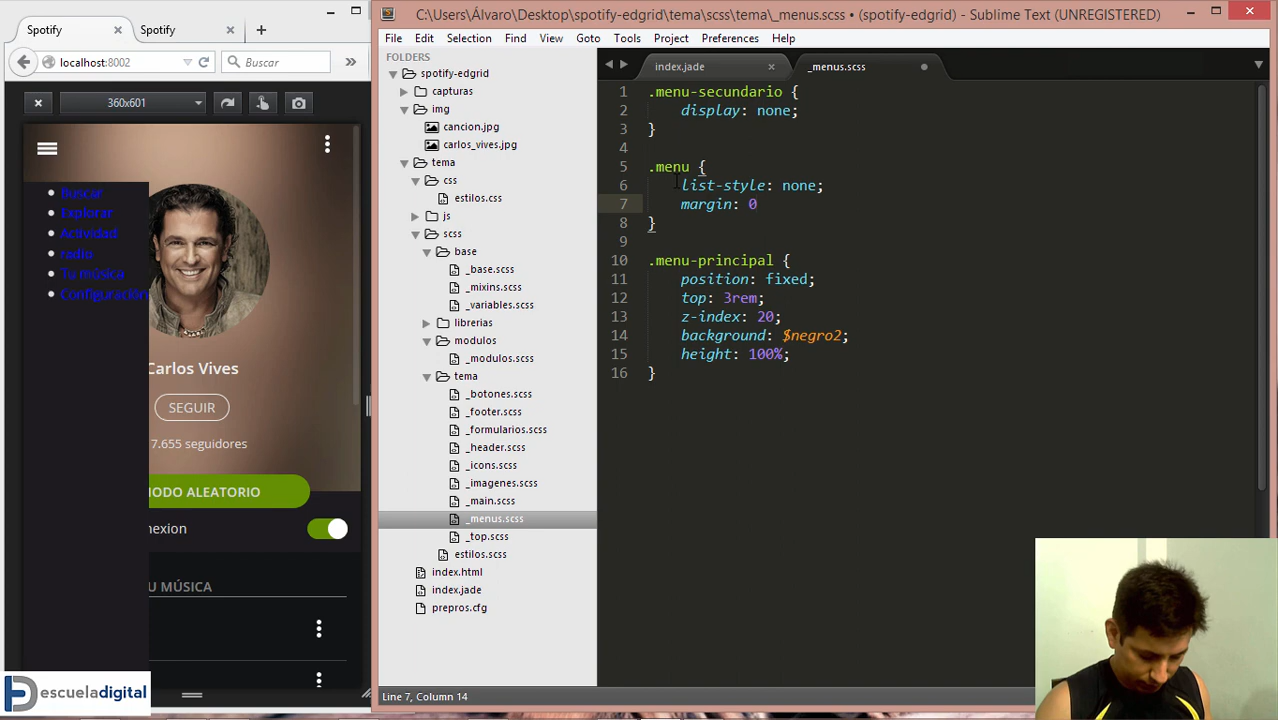 C:\Users\Álvaro\Desktop\spotify-edgrid\tema\scss\tema\_menus.scss • (spotify-edgrid) - Sublime Text (UNREGISTERED)
Spotify ×
Spotify ×
localhost:8002
Buscar
360x601
Buscar
Explorar
Actividad
radiu
Tu música
Configuración
Carlos Vives
SEGUIR
7.655 seguidores
MODO ALEATORIO
nexion
U MÚSICA
escueladigital
File Edit Selection Find View Goto Tools Project Preferences Help
FOLDERS
spotify-edgrid
capturas
img
cancion.jpg
carlos_vives.jpg
tema
css
estilos.css
js
scss
base
_base.scss
_mixins.scss
_variables.scss
librerias
modulos
_modulos.scss
tema
_botones.scss
_footer.scss
_formularios.scss
_header.scss
_icons.scss
_imagenes.scss
_main.scss
_menus.scss
_top.scss
estilos.scss
index.html
index.jade
prepros.cfg
index.jade ×
_menus.scss
1 .menu-secundario {
2 display: none;
3 }
4
5 .menu {
6 list-style: none;
7 margin: 0
8 }
9
10 .menu-principal {
11 position: fixed;
12 top: 3rem;
13 z-index: 20;
14 background: $negro2;
15 height: 100%;
16 }
Line 7, Column 14